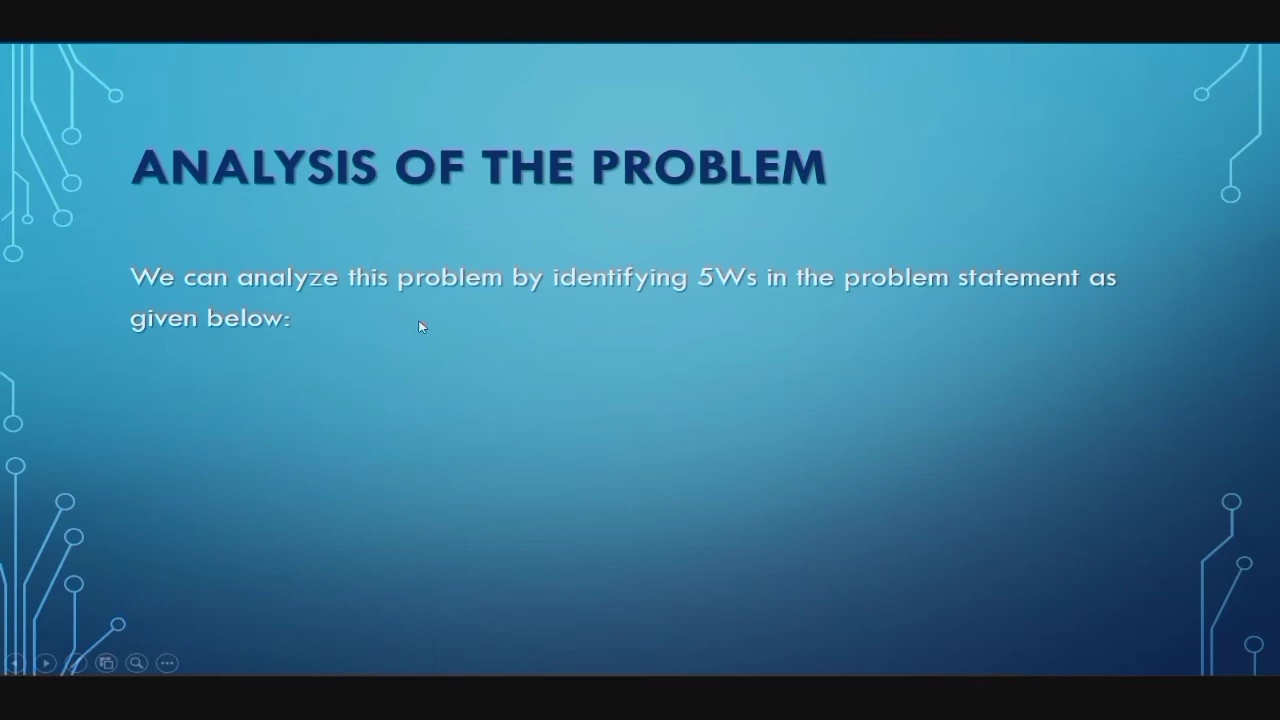 ANALYSIS OF THE PROBLEM
We can analyze this problem by identifying 5Ws in the problem statement as
given below: